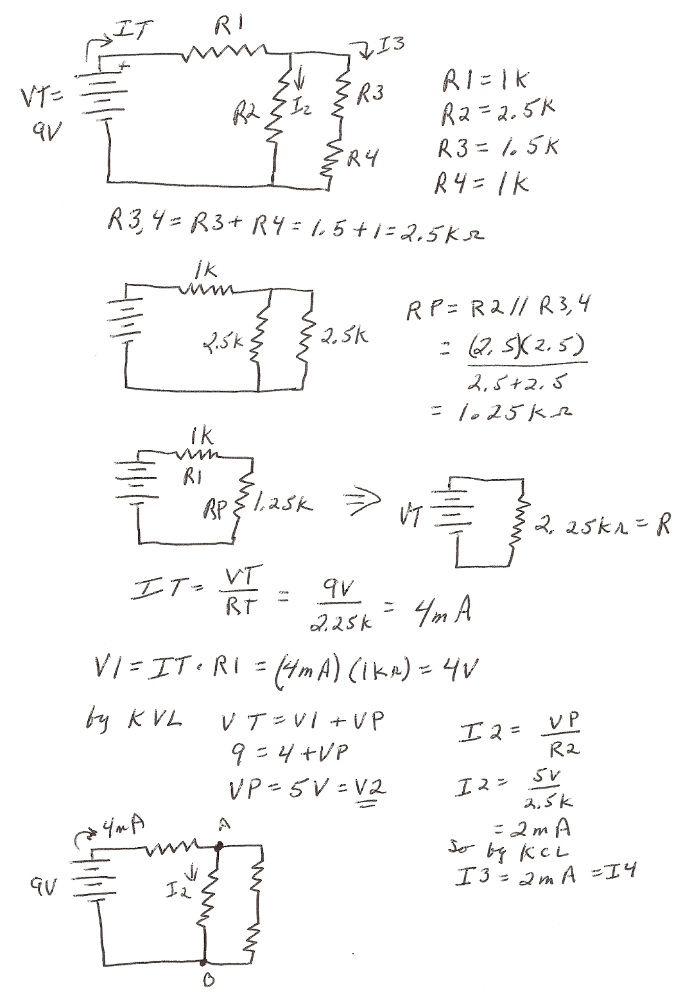 IT
R1
I3
+
VT=
9V
R2
I2
R3
R4
R1 = 1K
R2 = 2.5K
R3 = 1.5K
R4 = 1K
R3,4 = R3 + R4 = 1.5 + 1 = 2.5KΩ
1K
2.5K
2.5K
RP = R2 // R3,4
= (2.5)(2.5)
2.5+2.5
= 1.25KΩ
1K
R1
RP
1.25K
⇒
VT
2.25KΩ = R
IT = VT
RT
= 9V
2.25K
= 4mA
V1 = IT · R1 = (4mA)(1KΩ) = 4V
by KVL VT = V1 + VP
9 = 4 + VP
VP = 5V = V2
I2 = VP
R2
I2 = 5V
2.5K
= 2mA
So by KCL
I3 = 2mA = I4
4mA
A
9V
I2
B